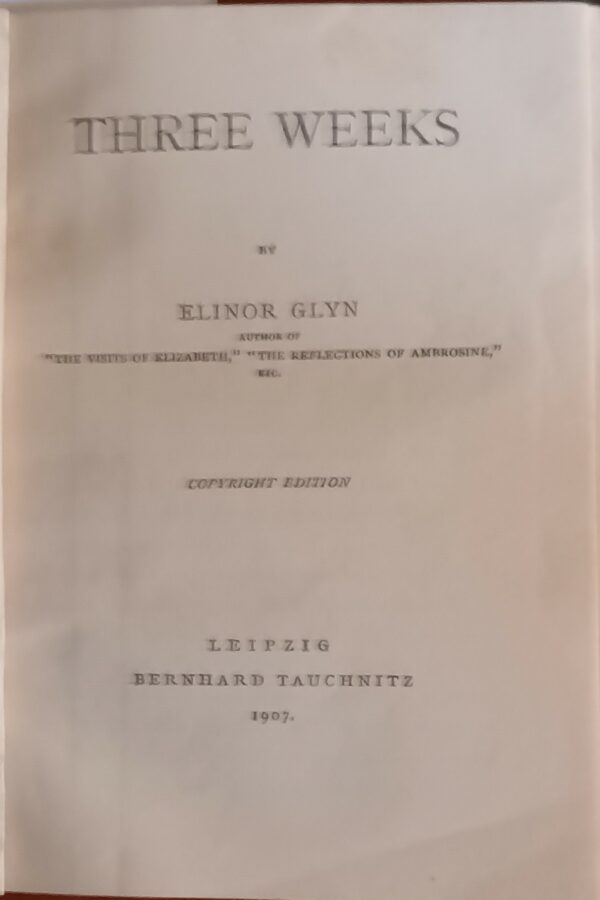 THREE WEEKS
BY
ELINOR GLYN
AUTHOR OF
"THE VISITS OF ELIZABETH," "THE REFLECTIONS OF AMBROSINE,"
ETC.
COPYRIGHT EDITION
LEIPZIG
BERNHARD TAUCHNITZ
1907.